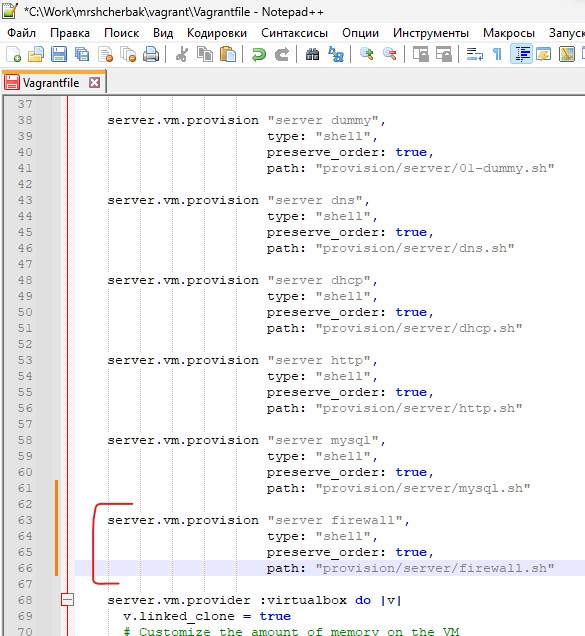 *C:\Work\mrshcherbak\vagrant\Vagrantfile - Notepad++
Файл Правка Поиск Вид Кодировки Синтаксисы Опции Инструменты Макросы Запус
Vagrantfile
37
38 server.vm.provision "server dummy",
39 type: "shell",
40 preserve_order: true,
41 path: "provision/server/01-dummy.sh"
42
43 server.vm.provision "server dns",
44 type: "shell",
45 preserve_order: true,
46 path: "provision/server/dns.sh"
47
48 server.vm.provision "server dhcp",
49 type: "shell",
50 preserve_order: true,
51 path: "provision/server/dhcp.sh"
52
53 server.vm.provision "server http",
54 type: "shell",
55 preserve_order: true,
56 path: "provision/server/http.sh"
57
58 server.vm.provision "server mysql",
59 type: "shell",
60 preserve_order: true,
61 path: "provision/server/mysql.sh"
62
63 server.vm.provision "server firewall",
64 type: "shell",
65 preserve_order: true,
66 path: "provision/server/firewall.sh"
67
68 server.vm.provider :virtualbox do |v|
69 v.linked_clone = true
70 # Customize the amount of memory on the VM